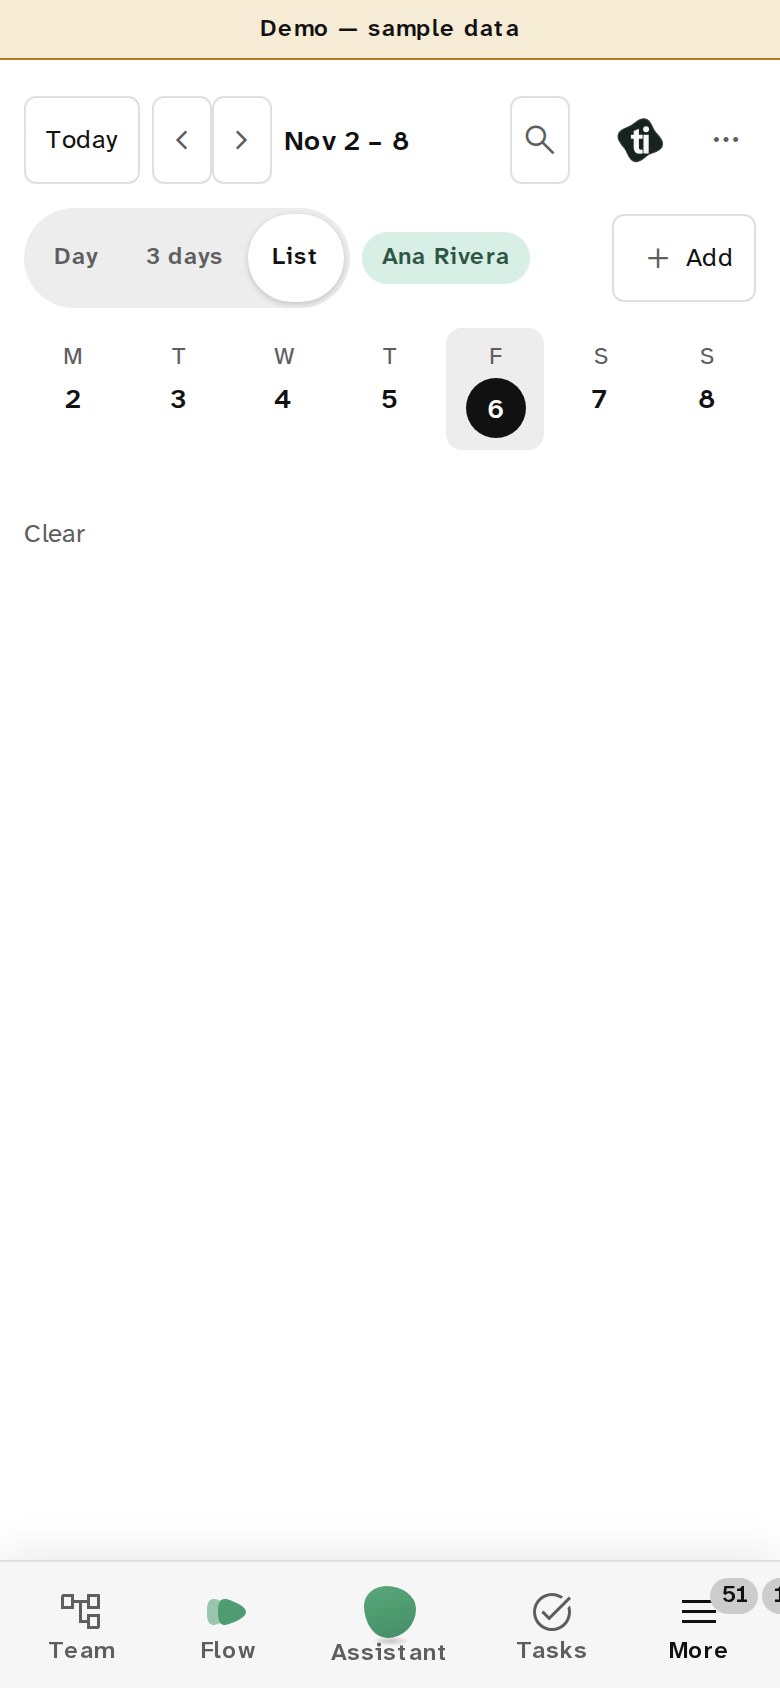 Demo — sample data
Today
Nov 2 – 8
ti
Day 3 days List Ana Rivera + Add
M T W T F S S
2 3 4 5 6 7 8
Clear
51
Team Flow Assistant Tasks More